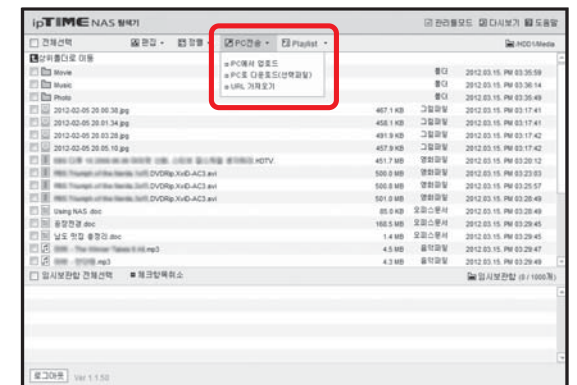 ipTIME NAS 탐색기 관리툴모드 다시보기 도움말
전체선택 편집 정렬 PC전송 Playlist /HDD1/Media
상위폴더로 이동
PC에서 업로드
PC로 다운로드(선택파일)
URL 가져오기
Movie 폴더 2012.03.15. PM 03:35:59
Music 폴더 2012.03.15. PM 03:36:14
Photo 폴더 2012.03.15. PM 03:35:49
2012-02-05 20.00.38.jpg 467.1 KB 그림파일 2012.03.15. PM 03:17:41
2012-02-05 20.01.34.jpg 458.1 KB 그림파일 2012.03.15. PM 03:17:41
2012-02-05 20.03.28.jpg 491.9 KB 그림파일 2012.03.15. PM 03:17:42
2012-02-05 20.05.10.jpg 457.9 KB 그림파일 2012.03.15. PM 03:17:42
HDTV. 451.7 MB 영화파일 2012.03.15. PM 03:20:12
DVDRip.XviD-AC3.avi 500.0 MB 영화파일 2012.03.15. PM 03:23:03
DVDRip.XviD-AC3.avi 500.8 MB 영화파일 2012.03.15. PM 03:25:57
DVDRip.XviD-AC3.avi 501.0 MB 영화파일 2012.03.15. PM 03:28:49
Using NAS .doc 85.0 KB 오피스문서 2012.03.15. PM 03:28:49
.doc 168.5 MB 오피스문서 2012.03.15. PM 03:29:45
남도 맛집 총정리.doc 1.4 MB 오피스문서 2012.03.15. PM 03:29:45
.mp3 4.5 MB 음악파일 2012.03.15. PM 03:29:47
.mp3 4.3 MB 음악파일 2012.03.15. PM 03:29:49
임시보관함 전체선택 체크항목취소 임시보관함 (0 / 1000개)
로그아웃 Ver 1.1.50